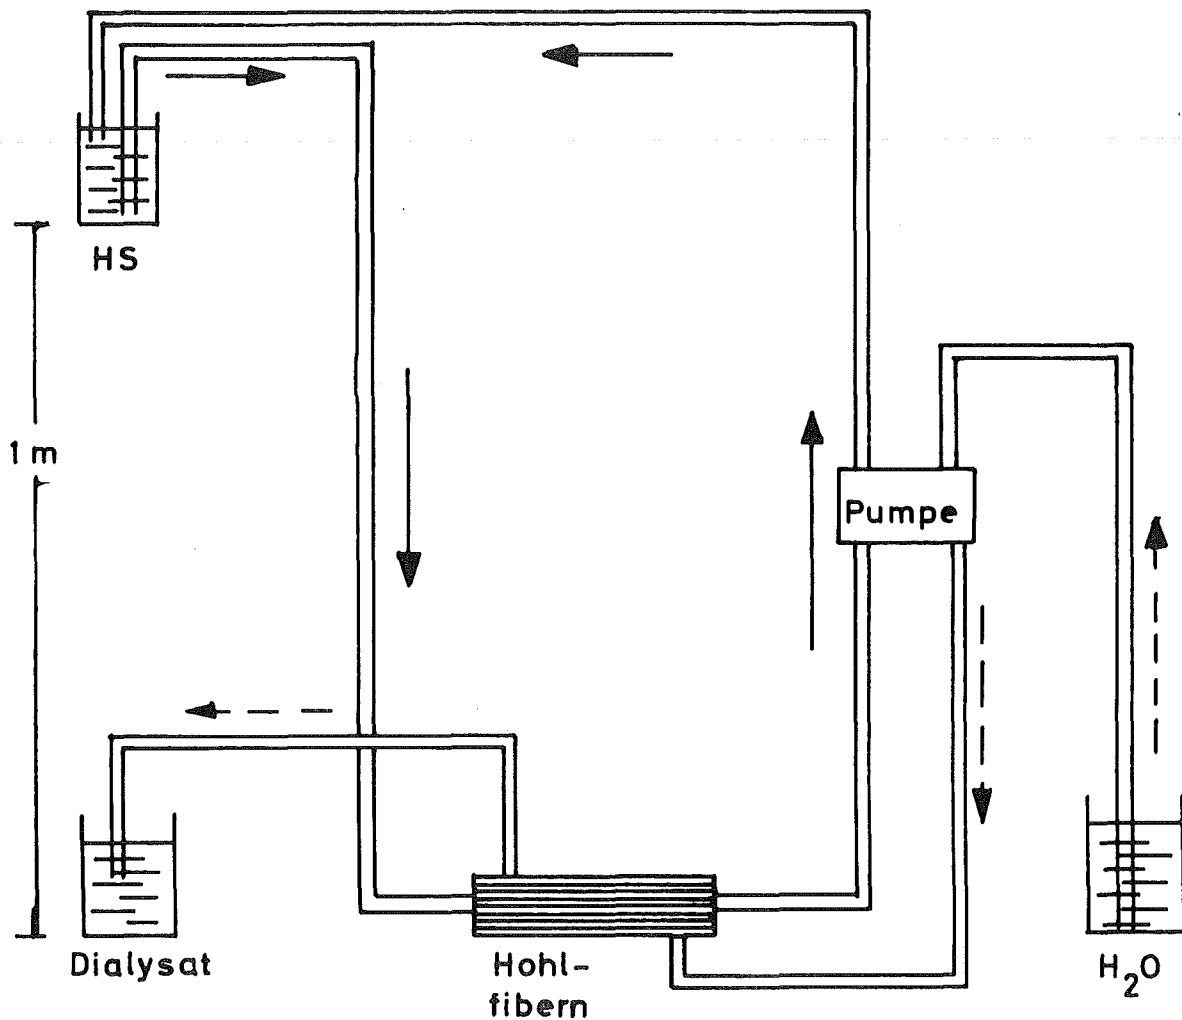 HS
1 m
Pumpe
Dialysat
Hohl-
fibern
H₂O